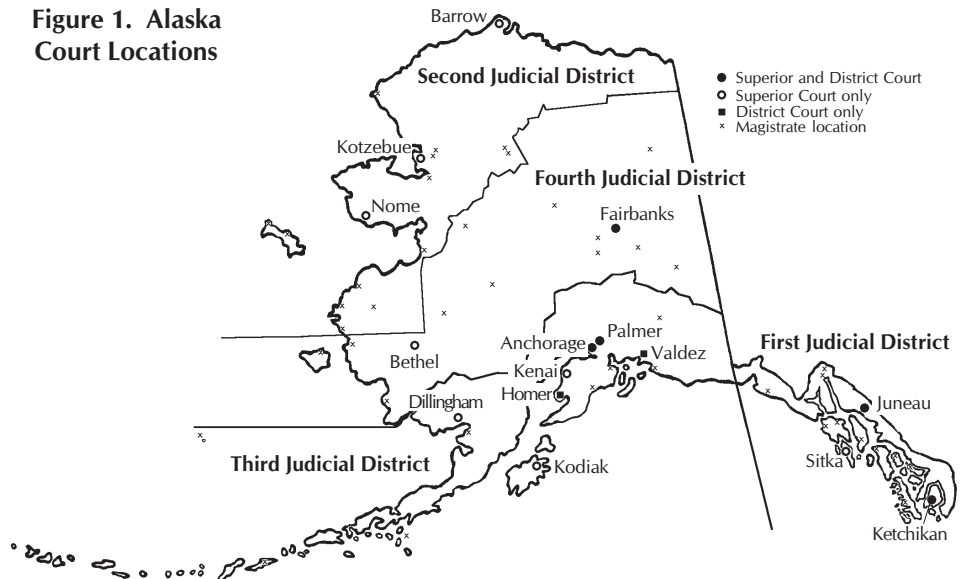 Figure 1. Alaska
Court Locations
Barrow
Second Judicial District
Superior and District Court
Superior Court only
District Court only
Magistrate location
Kotzebue
Fourth Judicial District
Nome
Fairbanks
Palmer
Anchorage
Valdez
First Judicial District
Bethel
Kenai
Dillingham
Homer
Juneau
Third Judicial District
Kodiak
Sitka
Ketchikan